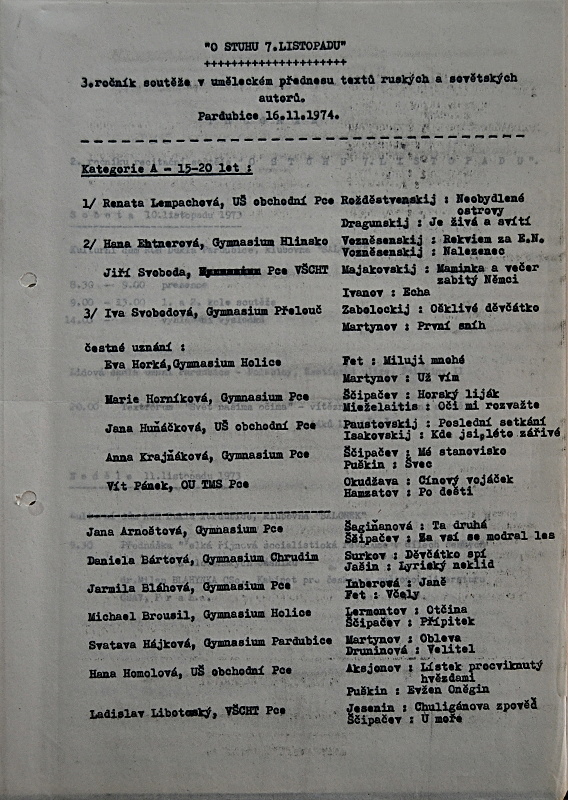 "O STUHU 7.LISTOPADU"
+++++++++++++++++++++
3.ročník soutěže v uměleckém přednesu textů ruských a sovětských
autorů.
Pardubice 16.11.1974.
Kategorie A - 15-20 let :
1/ Renata Lempachová, UŠ obchodní Pce Rožděstvenskij : Neobydlené
ostrovy
Dragunskij : Je živá a svítí
2/ Hana Ehtnerová, Gymnasium Hlinsko Vozněsenskij : Rekviem za E.N.
Vozněsenskij : Nalezenec
Jiří Svoboda, Pce VŠCHT Majakovskij : Maminka a večer
zabitý Němci
Ivanov : Echa
3/ Iva Svobodová, Gymnasium Přelouč Zabolockij : Ošklivé děvčátko
Martynov : První sníh
čestné uznání :
Eva Horká,Gymnasium Holice Fet : Miluji mnohé
Martynov : Už vím
Marie Horníková, Gymnasium Pce Ščipačev : Horský liják
Mieželaitis : Oči mi rozvažte
Jana Huňáčková, UŠ obchodní Pce Paustovskij : Poslední setkání
Isakovskij : Kde jsi,léto zářivé
Anna Krajňáková, Gymnasium Pce Ščipačev : Mé stanovisko
Puškin : Švec
Vít Pánek, OU TMS Pce Okudžava : Cínový vojáček
Hamzatov : Po dešti
Jana Arnoštová, Gymnasium Pce Šagiňanová : Ta druhá
Ščipačev : Za vsí se modral les
Daniela Bártová, Gymnasium Chrudim Surkov : Děvčátko spí
Jašin : Lyrický neklid
Jarmila Bláhová, Gymnasium Pce Inberová : Janě
Fet : Včely
Michael Brousil, Gymnasium Holice Lermontov : Otčina
Ščipačev : Přípitek
Svatava Hájková, Gymnasium Pardubice Martynov : Obleva
Druninová : Velitel
Hana Homolová, UŠ obchodní Pce Aksjonov : Lístek procviknutý
hvězdami
Puškin : Evžen Oněgin
Ladislav Libotovský, VŠCHT Pce Jesenin : Chuligánova zpověď
Ščipačev : U moře